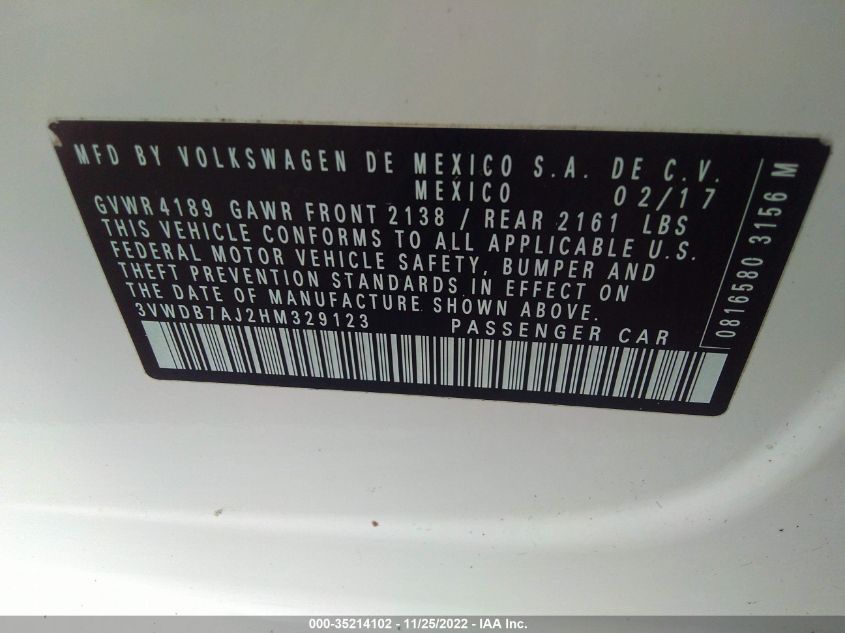 MFD BY VOLKSWAGEN DE MEXICO S.A. DE C.V.
MEXICO 02/17
GVWR 4189 GAWR FRONT 2138 / REAR 2161 LBS
THIS VEHICLE CONFORMS TO ALL APPLICABLE U.S.
FEDERAL MOTOR VEHICLE SAFETY, BUMPER AND
THEFT PREVENTION STANDARDS IN EFFECT ON
THE DATE OF MANUFACTURE SHOWN ABOVE.
3VWDB7AJ2HM329123 PASSENGER CAR
0816580 3156 M
000-35214102 - 11/25/2022 - IAA Inc.